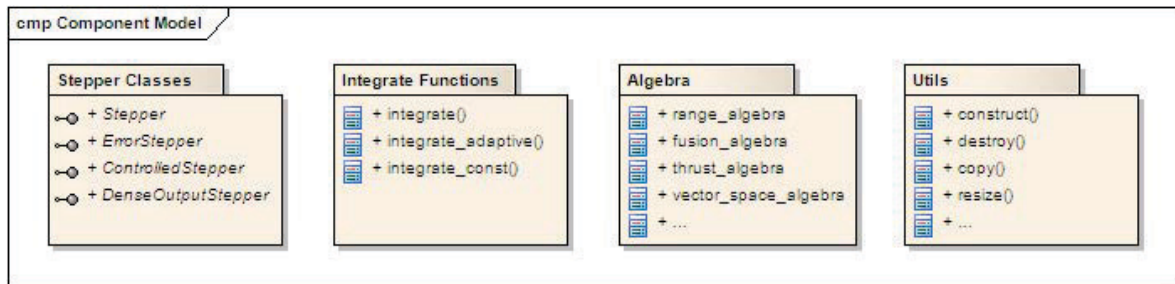 cmp Component Model
Stepper Classes
+ Stepper
+ ErrorStepper
+ ControlledStepper
+ DenseOutputStepper
Integrate Functions
+ integrate()
+ integrate_adaptive()
+ integrate_const()
Algebra
+ range_algebra
+ fusion_algebra
+ thrust_algebra
+ vector_space_algebra
+ ...
Utils
+ construct()
+ destroy()
+ copy()
+ resize()
+ ...